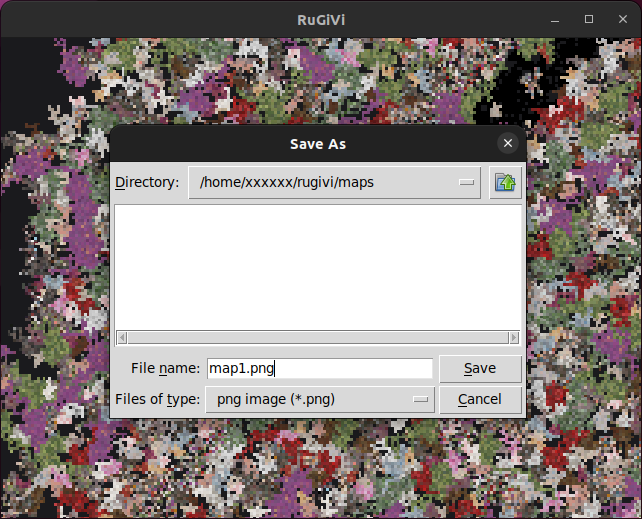 RuGiVi
Save As
Directory: /home/xxxxxx/rugivi/maps
File name: map1.png Save
Files of type: png image (*.png) Cancel